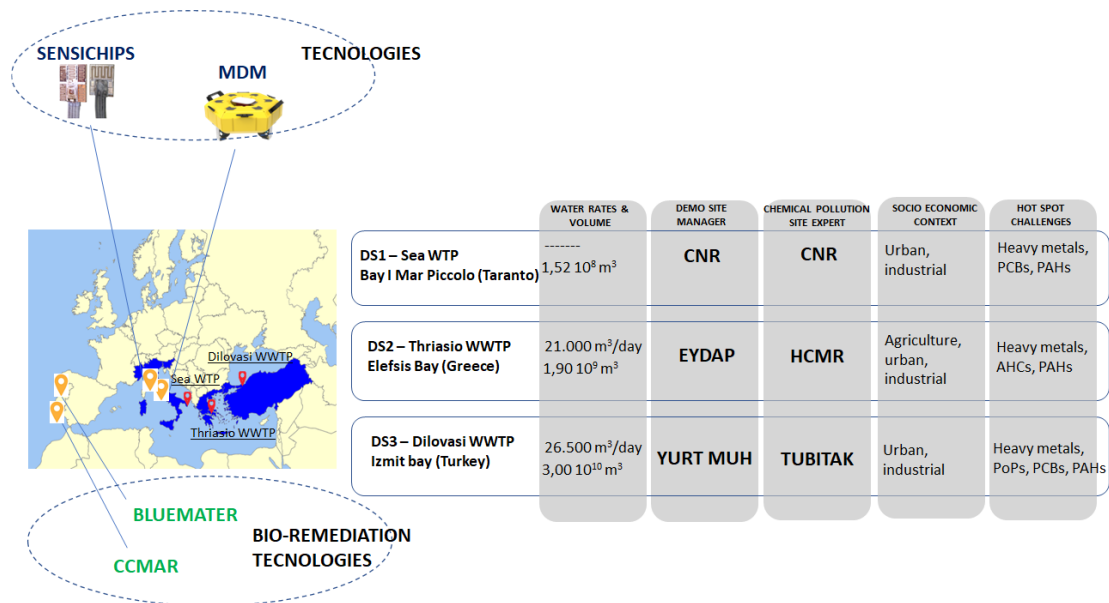 SENSICHIPS
TECNOLOGIES
MDM
WATER RATES &
VOLUME
DEMO SITE
MANAGER
CHEMICAL POLLUTION
SITE EXPERT
SOCIO ECONOMIC
CONTEXT
HOT SPOT
CHALLENGES
DS1 – Sea WTP
Bay I Mar Piccolo (Taranto)
-------
1,52 10⁸ m³
CNR
CNR
Urban,
industrial
Heavy metals,
PCBs, PAHs
DS2 – Thriasio WWTP
Elefsis Bay (Greece)
21.000 m³/day
1,90 10⁹ m³
EYDAP
HCMR
Agriculture,
urban,
industrial
Heavy metals,
AHCs, PAHs
DS3 – Dilovasi WWTP
Izmit bay (Turkey)
26.500 m³/day
3,00 10¹⁰ m³
YURT MUH
TUBITAK
Urban,
industrial
Heavy metals,
PoPs, PCBs, PAHs
Dilovasi WWTP
Sea WTP
Thriasio WWTP
BLUEMATER
BIO-REMEDIATION
TECNOLOGIES
CCMAR